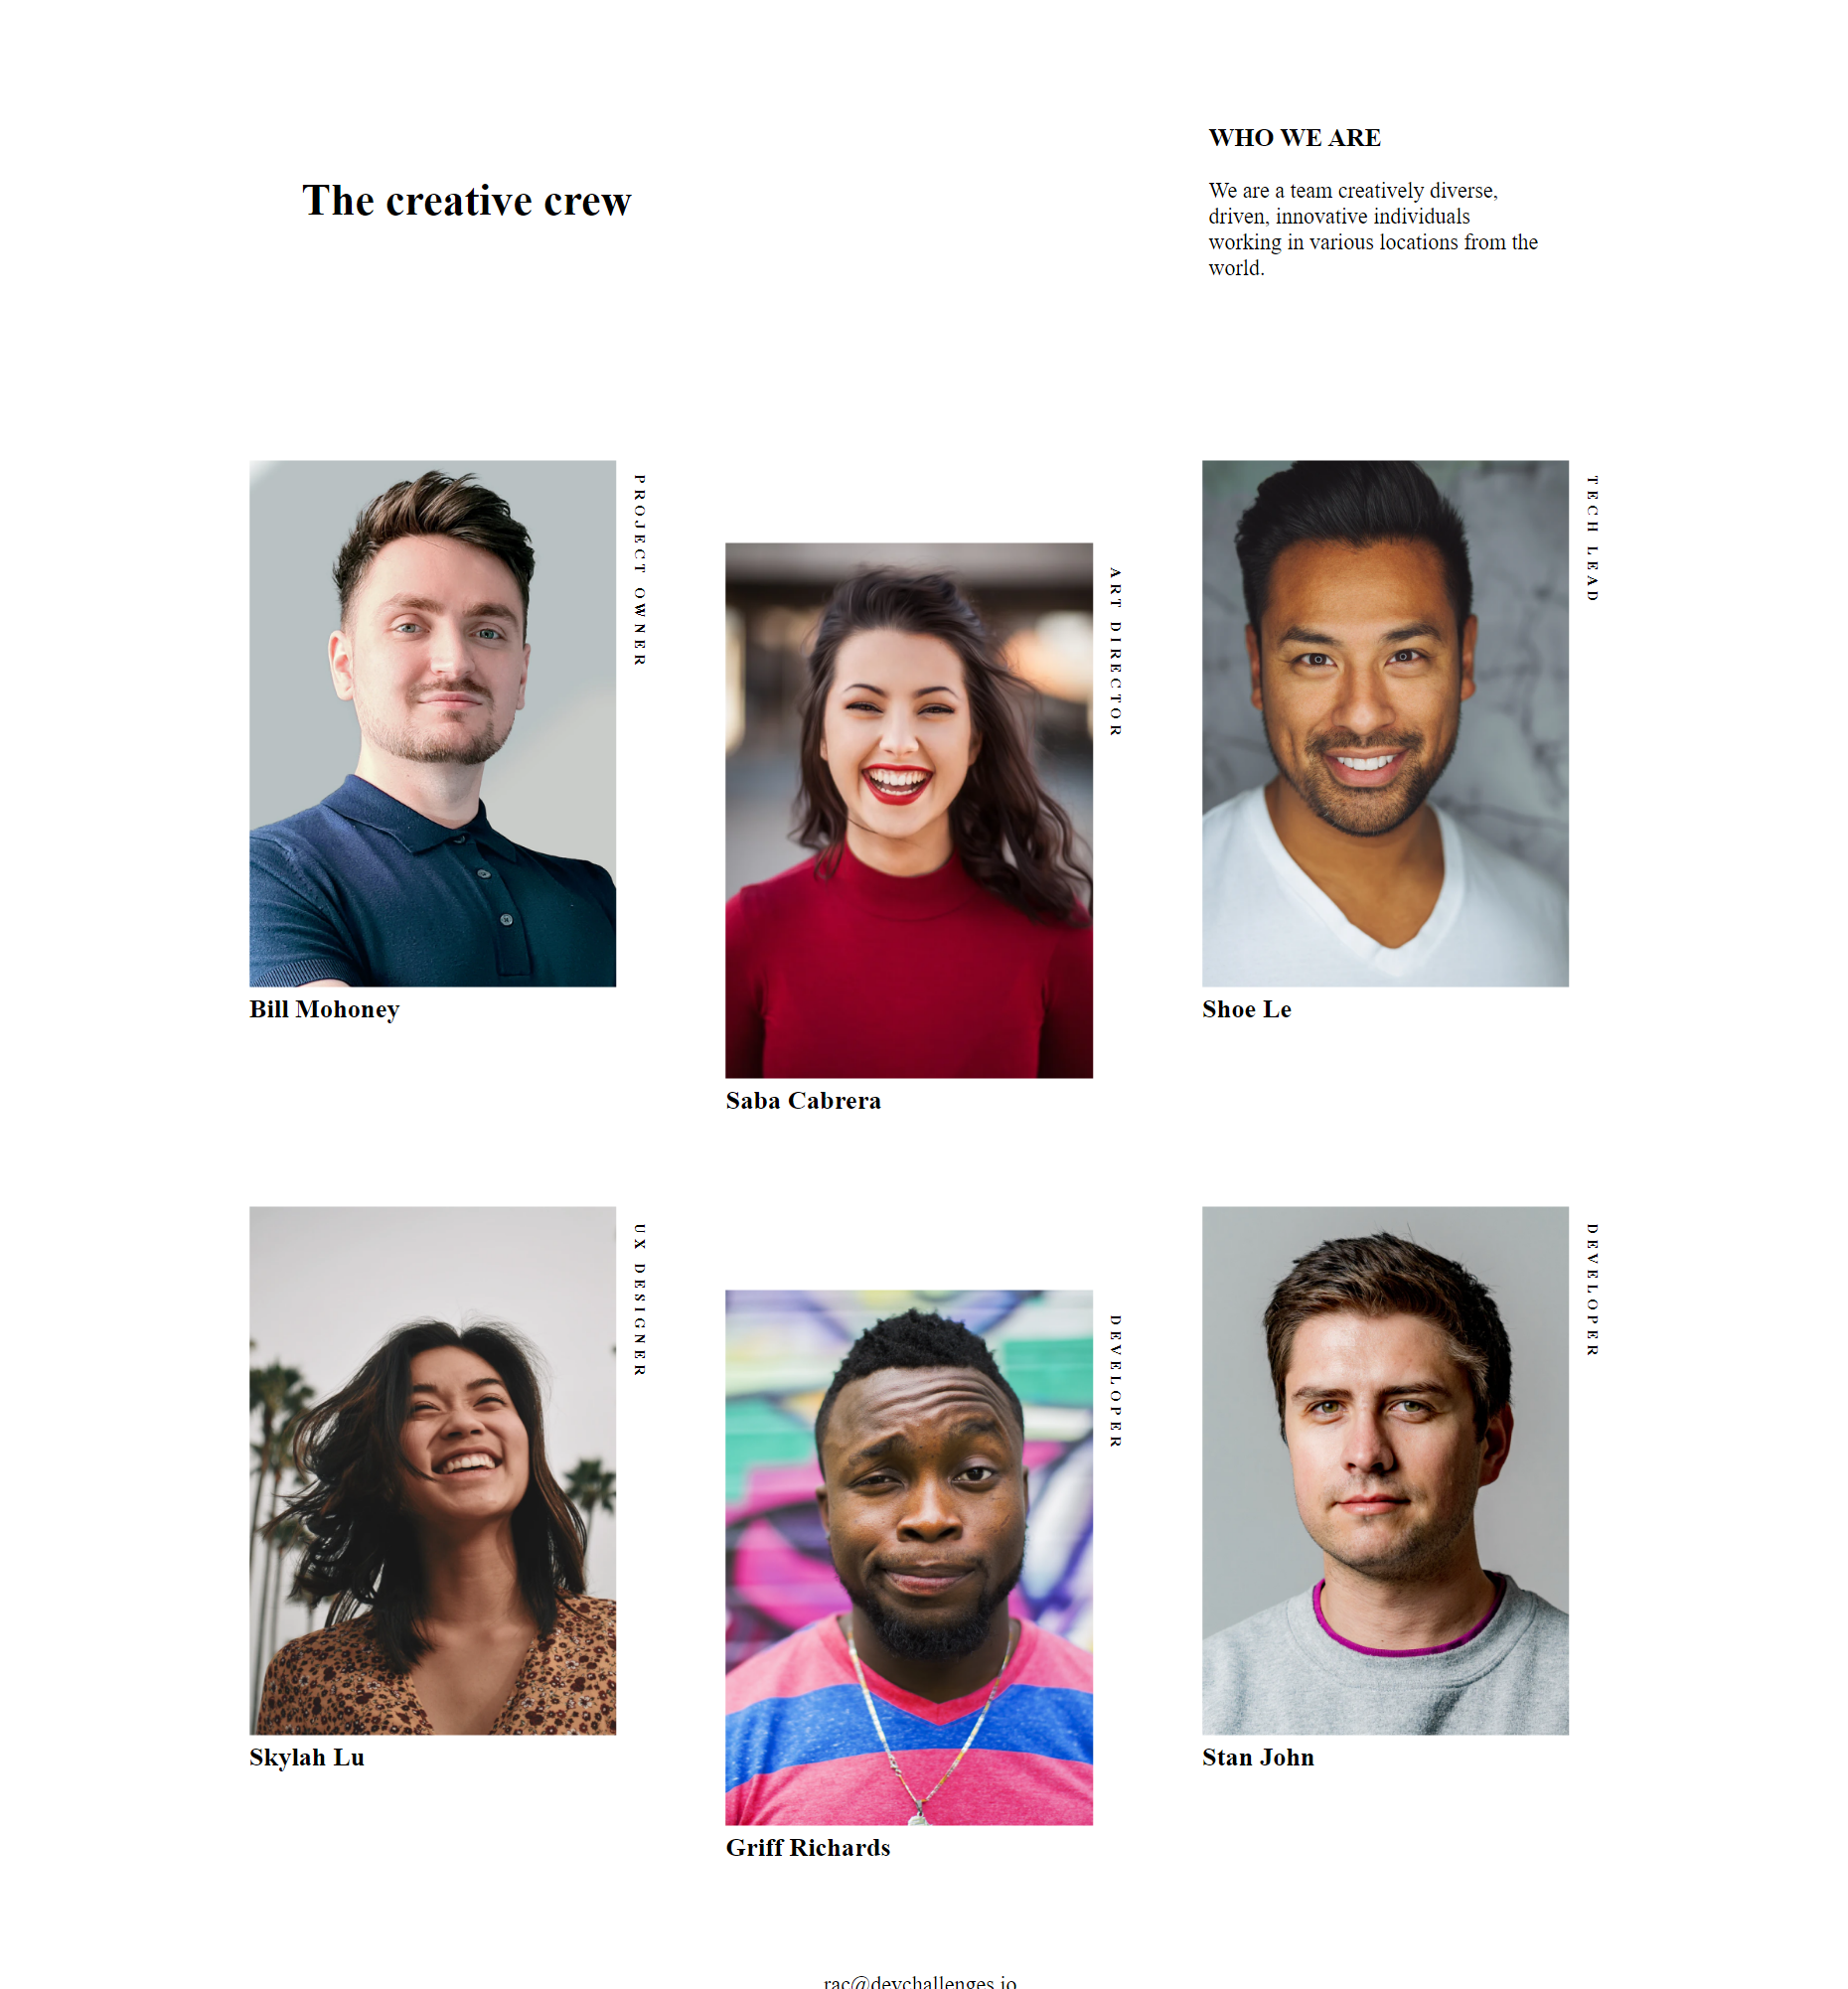 The creative crew
WHO WE ARE
We are a team creatively diverse,
driven, innovative individuals
working in various locations from the
world.
PROJECT OWNER
Bill Mohoney
ART DIRECTOR
Saba Cabrera
TECH LEAD
Shoe Le
UX DESIGNER
Skylah Lu
DEVELOPER
Griff Richards
DEVELOPER
Stan John
rac@devchallenges.io